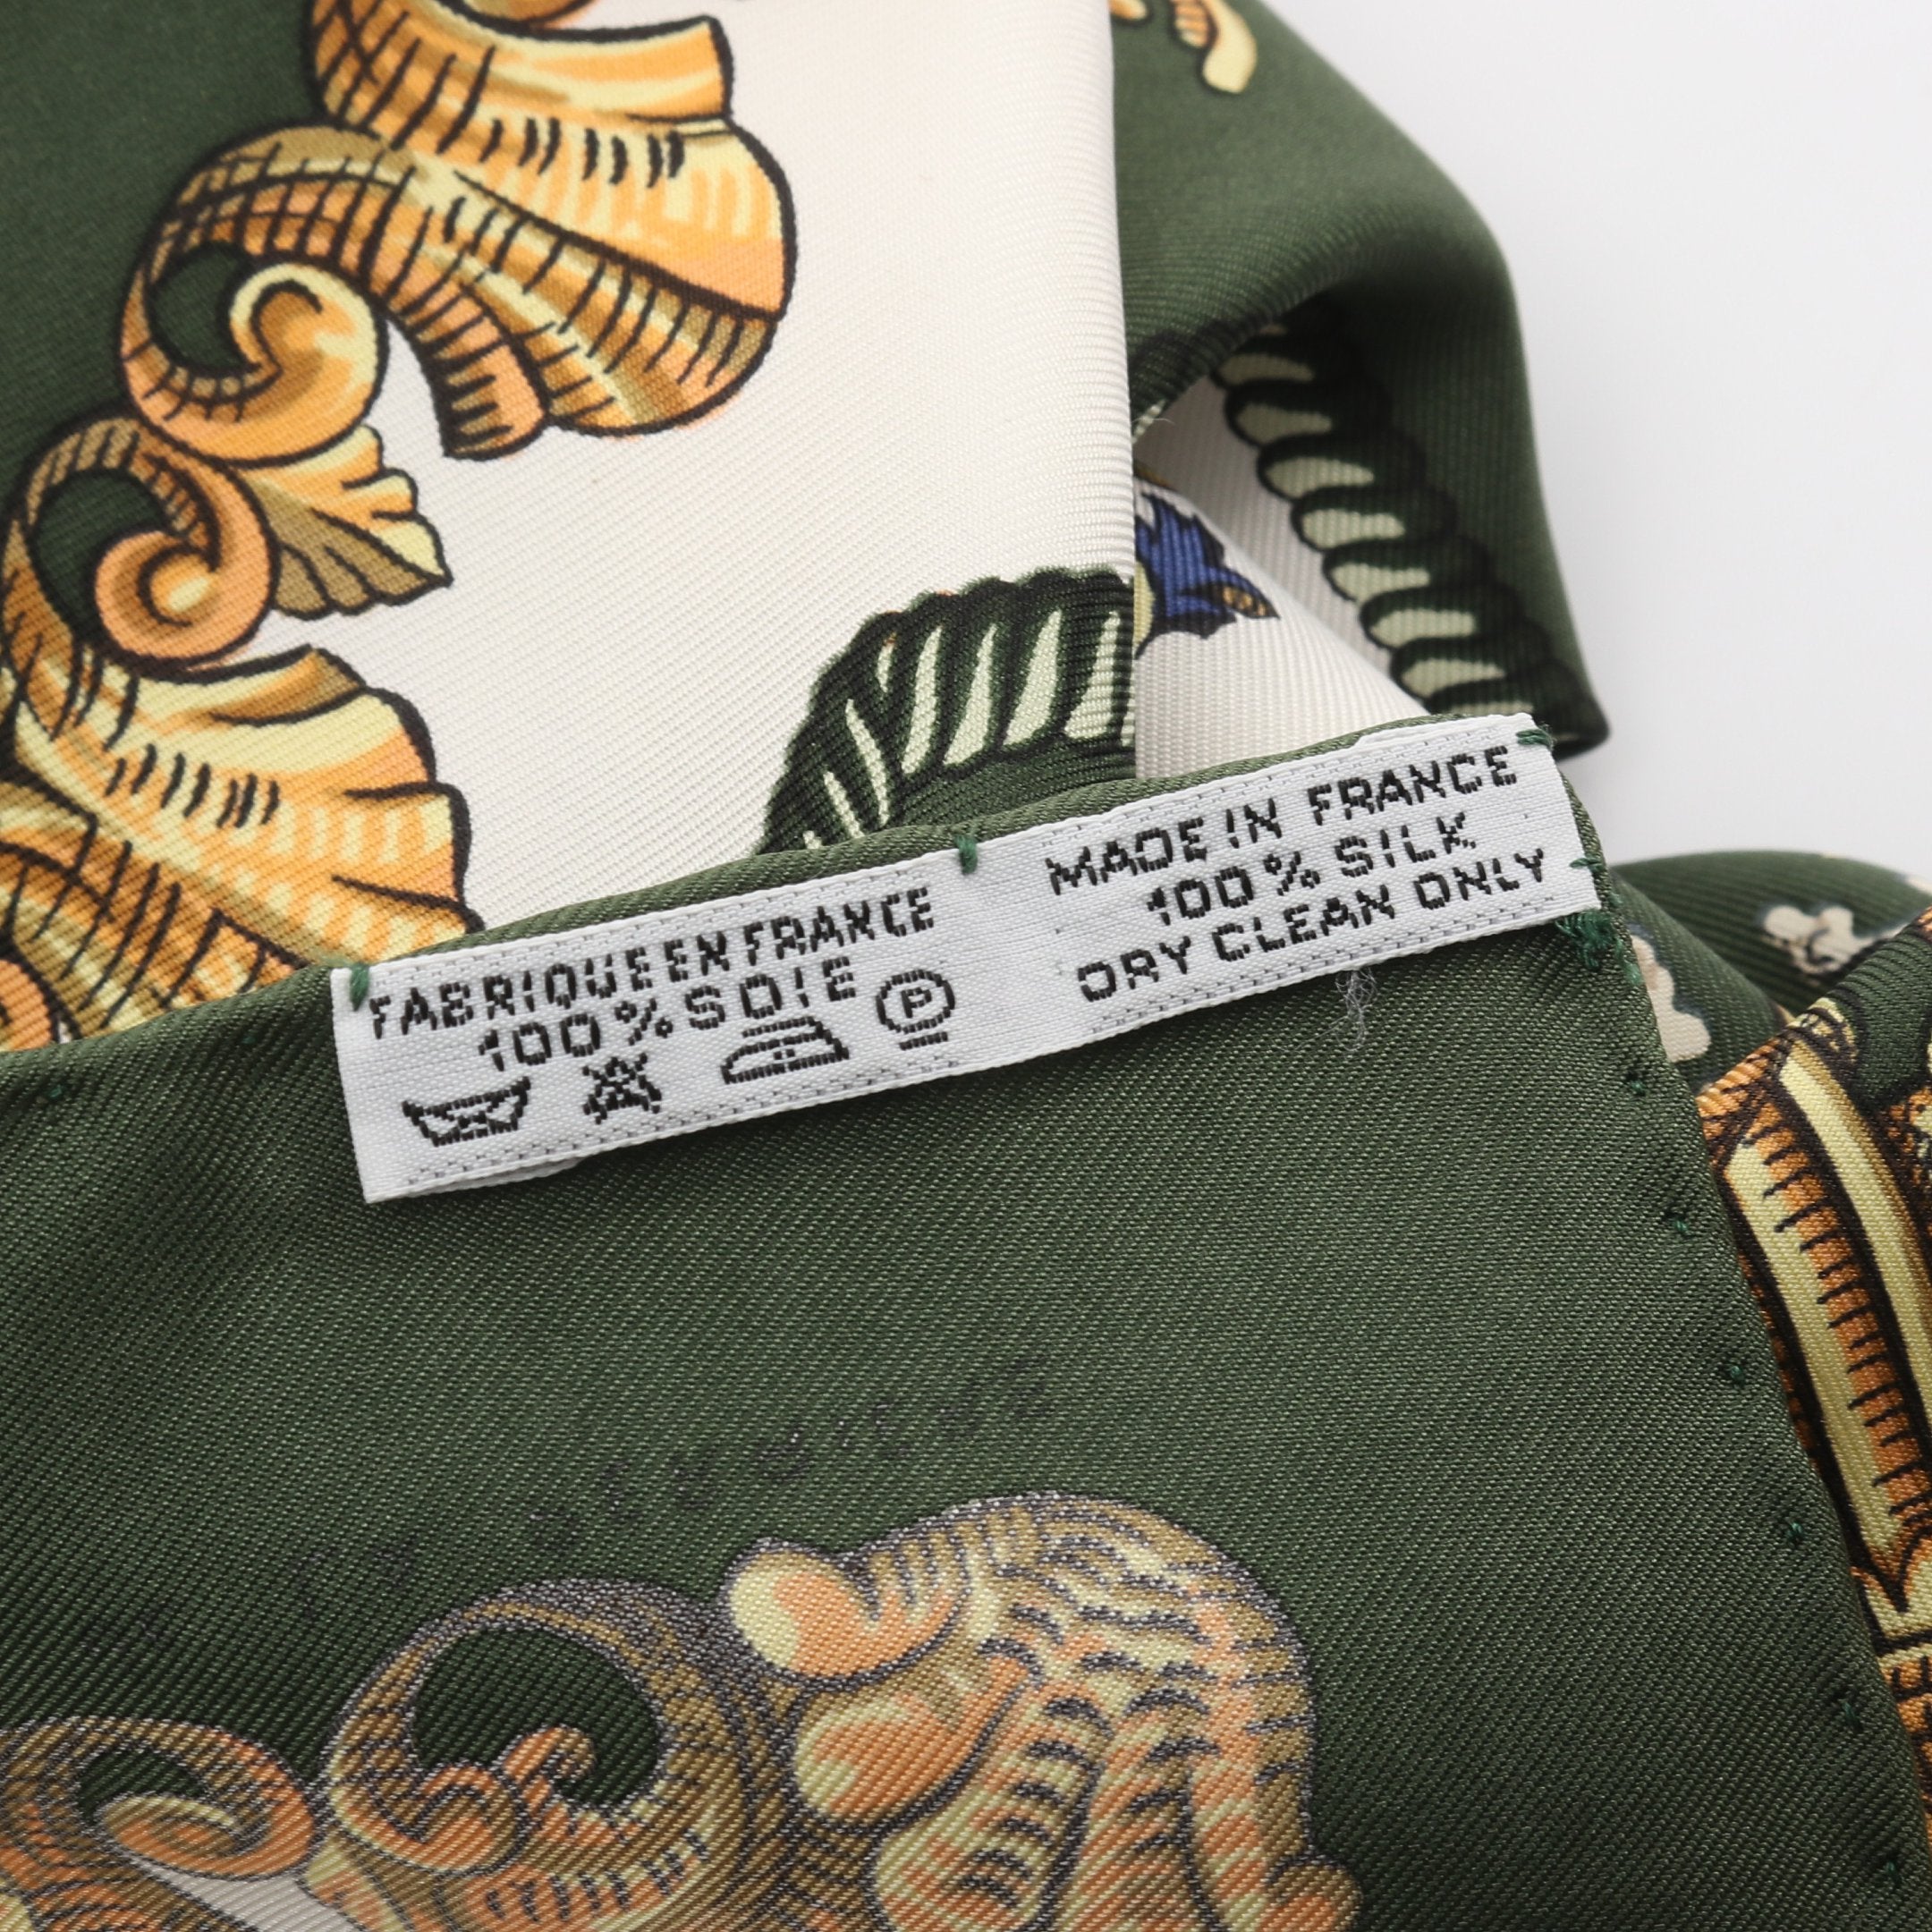 FABRIQUE EN FRANCE
100% SOIE
P
MADE IN FRANCE
100% SILK
DRY CLEAN ONLY